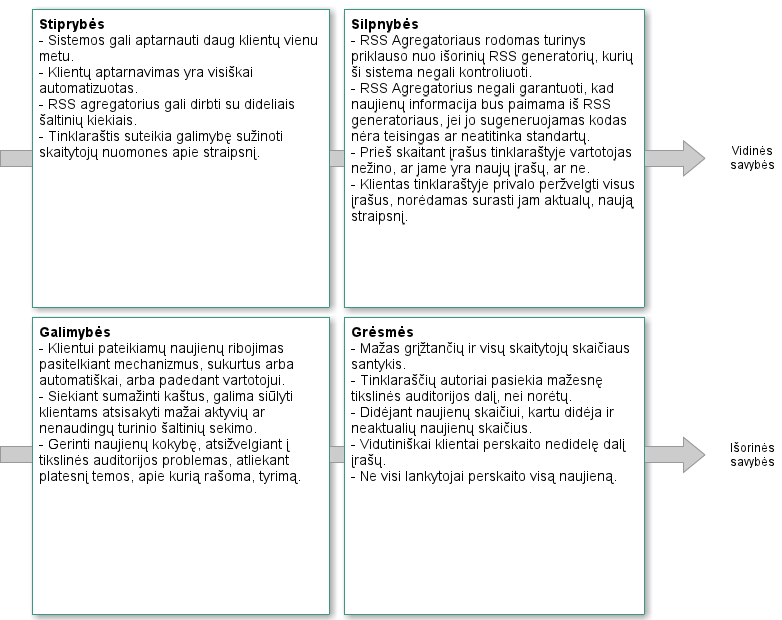 Stiprybės
- Sistemos gali aptarnauti daug klientų vienu
metu.
- Klientų aptarnavimas yra visiškai
automatizuotas.
- RSS agregatorius gali dirbti su dideliais
šaltinių kiekiais.
- Tinklaraštis suteikia galimybę sužinoti
skaitytojų nuomones apie straipsnį.
Silpnybės
- RSS Agregatoriaus rodomas turinys
priklauso nuo išorinių RSS generatorių, kurių
ši sistema negali kontroliuoti.
- RSS Agregatorius negali garantuoti, kad
naujienų informacija bus paimama iš RSS
generatoriaus, jei jo sugeneruojamas kodas
nėra teisingas ar neatitinka standartų.
- Prieš skaitant įrašus tinklaraštyje vartotojas
nežino, ar jame yra naujų įrašų, ar ne.
- Klientas tinklaraštyje privalo peržvelgti visus
įrašus, norėdamas surasti jam aktualų, naują
straipsnį.
Vidinės
savybės
Galimybės
- Klientui pateikiamų naujienų ribojimas
pasitelkiant mechanizmus, sukurtus arba
automatiškai, arba padedant vartotojui.
- Siekiant sumažinti kaštus, galima siūlyti
klientams atsisakyti mažai aktyvių ar
nenaudingų turinio šaltinių sekimo.
- Gerinti naujienų kokybę, atsižvelgiant į
tikslinės auditorijos problemas, atliekant
platesnį temos, apie kurią rašoma, tyrimą.
Grėsmės
- Mažas grįžtančių ir visų skaitytojų skaičiaus
santykis.
- Tinklaraščių autoriai pasiekia mažesnę
tikslinės auditorijos dalį, nei norėtų.
- Didėjant naujienų skaičiui, kartu didėja ir
neaktualių naujienų skaičius.
- Vidutiniškai klientai perskaito nedidelę dalį
įrašų.
- Ne visi lankytojai perskaito visą naujieną.
Išorinės
savybės